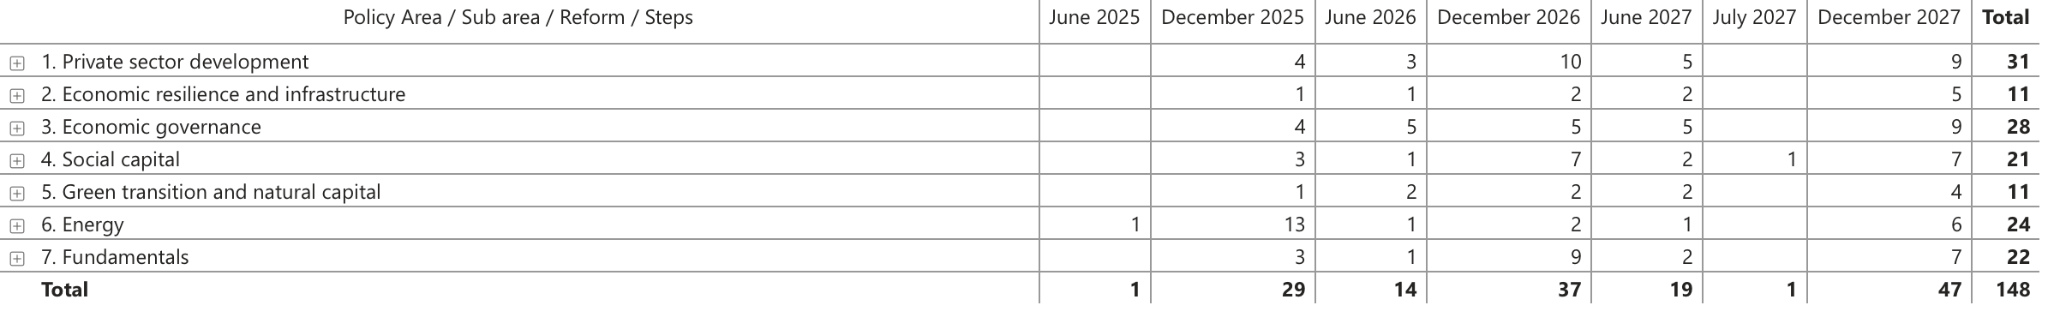 Policy Area / Sub area / Reform / Steps June 2025 December 2025 June 2026 December 2026 June 2027 July 2027 December 2027 Total
1. Private sector development 4 3 10 5 9 31
2. Economic resilience and infrastructure 1 1 2 2 5 11
3. Economic governance 4 5 5 5 9 28
4. Social capital 3 1 7 2 1 7 21
5. Green transition and natural capital 1 2 2 2 4 11
6. Energy 1 13 1 2 1 6 24
7. Fundamentals 3 1 9 2 7 22
Total 1 29 14 37 19 1 47 148